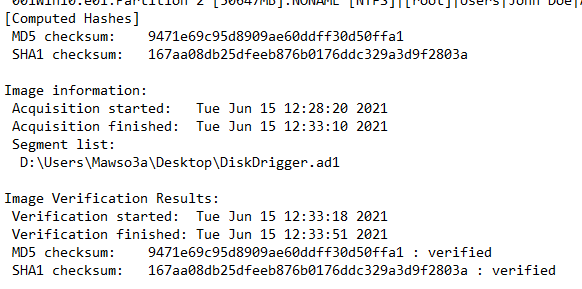 001Win10.e01:Partition 2 [50647MB]:NONAME [NTFS]|[root]|Users|John Doe|
[Computed Hashes]
MD5 checksum: 9471e69c95d8909ae60ddff30d50ffa1
SHA1 checksum: 167aa08db25dfeeb876b0176ddc329a3d9f2803a
Image information:
Acquisition started: Tue Jun 15 12:28:20 2021
Acquisition finished: Tue Jun 15 12:33:10 2021
Segment list:
D:\Users\Mawso3a\Desktop\DiskDrigger.ad1
Image Verification Results:
Verification started: Tue Jun 15 12:33:18 2021
Verification finished: Tue Jun 15 12:33:51 2021
MD5 checksum: 9471e69c95d8909ae60ddff30d50ffa1 : verified
SHA1 checksum: 167aa08db25dfeeb876b0176ddc329a3d9f2803a : verified